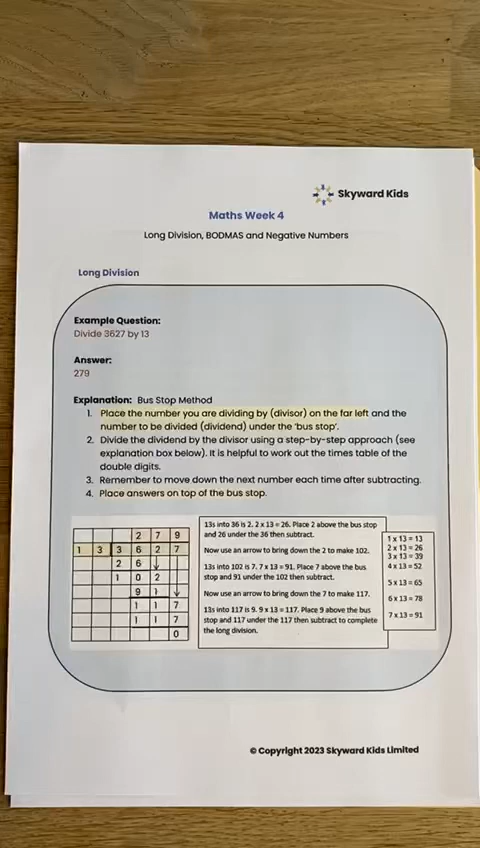 Skyward Kids
Maths Week 4
Long Division, BODMAS and Negative Numbers
Long Division
Example Question:
Divide 3627 by 13
Answer:
279
Explanation: Bus Stop Method
1. Place the number you are dividing by (divisor) on the far left and the
number to be divided (dividend) under the 'bus stop'.
2. Divide the dividend by the divisor using a step-by-step approach (see
explanation box below). It is helpful to work out the times table of the
double digits.
3. Remember to move down the next number each time after subtracting.
4. Place answers on top of the bus stop.
2 7 9
1 3 3 6 2 7
2 6
1 0 2
9 1
1 1 7
1 1 7
0
13s into 36 is 2. 2 x 13 = 26. Place 2 above the bus stop
and 26 under the 36 then subtract.
Now use an arrow to bring down the 2 to make 102.
13s into 102 is 7. 7 x 13 = 91. Place 7 above the bus
stop and 91 under the 102 then subtract.
Now use an arrow to bring down the 7 to make 117.
13s into 117 is 9. 9 x 13 = 117. Place 9 above the bus
stop and 117 under the 117 then subtract to complete
the long division.
1 x 13 = 13
2 x 13 = 26
3 x 13 = 39
4 x 13 = 52
5 x 13 = 65
6 x 13 = 78
7 x 13 = 91
© Copyright 2023 Skyward Kids Limited